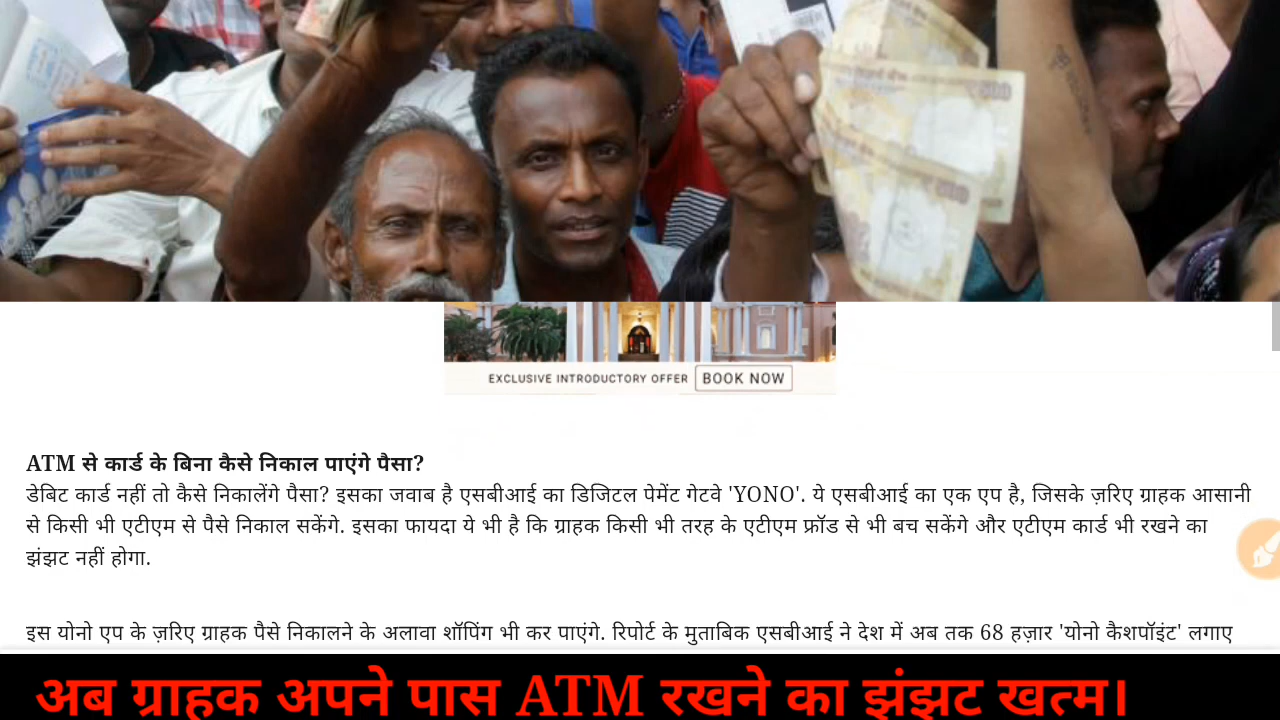 500
500
EXCLUSIVE INTRODUCTORY OFFER BOOK NOW
ATM से कार्ड के बिना कैसे निकाल पाएंगे पैसा?
डेबिट कार्ड नहीं तो कैसे निकालेंगे पैसा? इसका जवाब है एसबीआई का डिजिटल पेमेंट गेटवे 'YONO'. ये एसबीआई का एक एप है, जिसके ज़रिए ग्राहक आसानी
से किसी भी एटीएम से पैसे निकाल सकेंगे. इसका फायदा ये भी है कि ग्राहक किसी भी तरह के एटीएम फ्रॉड से भी बच सकेंगे और एटीएम कार्ड भी रखने का
झंझट नहीं होगा.
इस योनो एप के ज़रिए ग्राहक पैसे निकालने के अलावा शॉपिंग भी कर पाएंगे. रिपोर्ट के मुताबिक एसबीआई ने देश में अब तक 68 हज़ार 'योनो कैशपॉइंट' लगाए
अब ग्राहक अपने पास ATM रखने का झंझट खत्म।